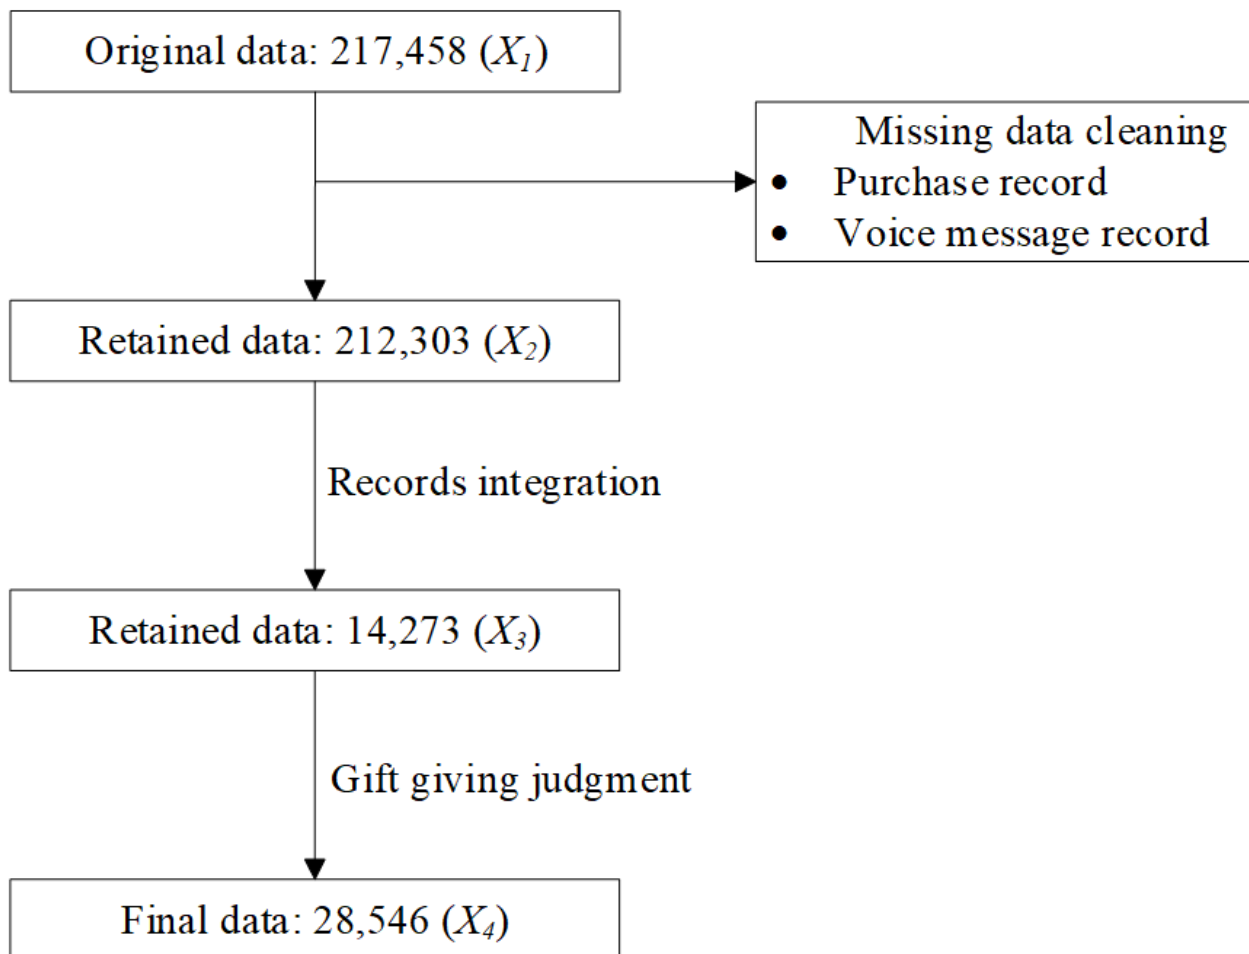 Original data: 217,458 (X₁)
Missing data cleaning
• Purchase record
• Voice message record
Retained data: 212,303 (X₂)
Records integration
Retained data: 14,273 (X₃)
Gift giving judgment
Final data: 28,546 (X₄)